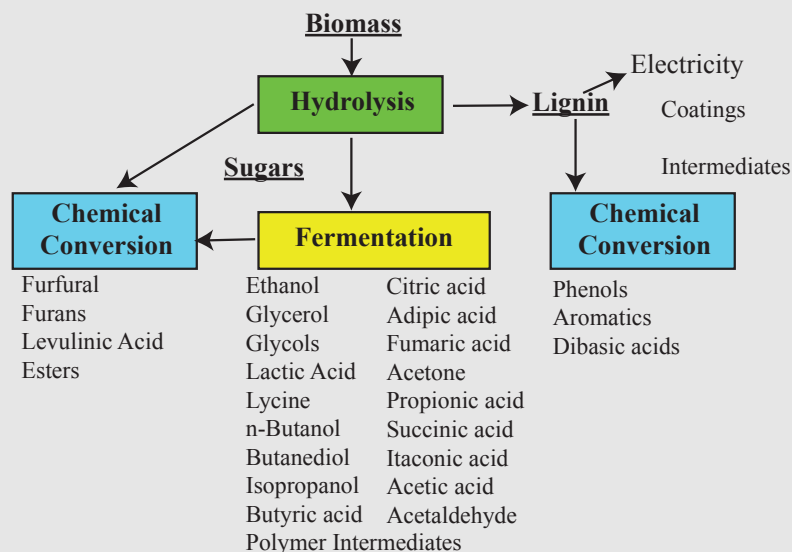 Biomass
Hydrolysis
Lignin
Electricity
Coatings
Intermediates
Sugars
Chemical
Conversion
Furfural
Furans
Levulinic Acid
Esters
Fermentation
Ethanol
Glycerol
Glycols
Lactic Acid
Lycine
n-Butanol
Butanediol
Isopropanol
Butyric acid
Polymer Intermediates
Citric acid
Adipic acid
Fumaric acid
Acetone
Propionic acid
Succinic acid
Itaconic acid
Acetic acid
Acetaldehyde
Chemical
Conversion
Phenols
Aromatics
Dibasic acids